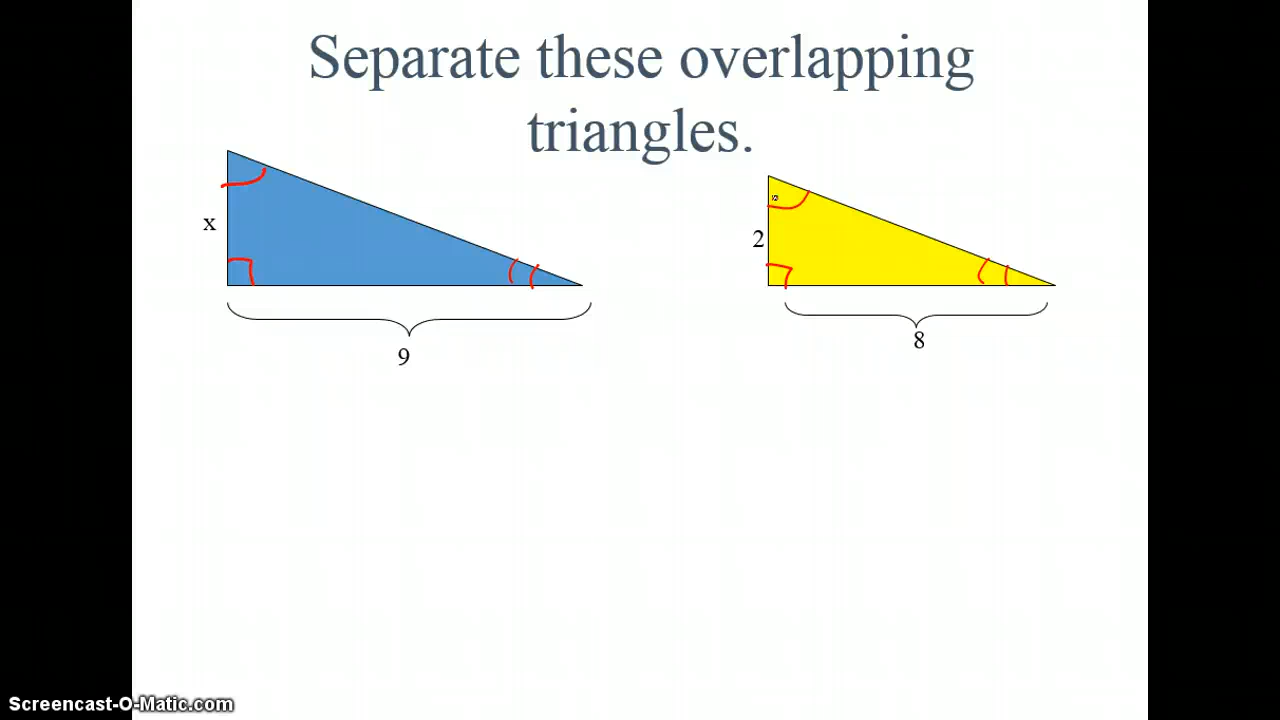 Separate these overlapping
triangles.
x
2
9
8
Screencast-O-Matic.com